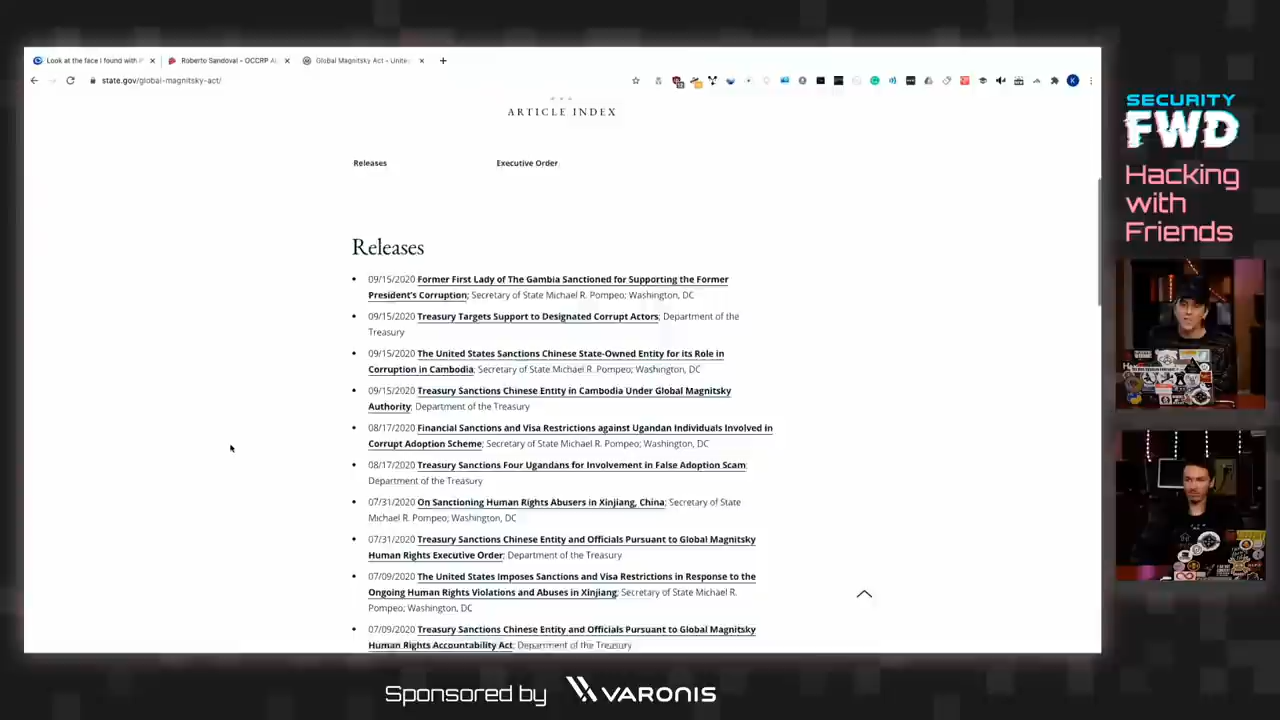 Look at the face I found with P
Roberto Sandoval - OCCRP Al
Global Magnitsky Act - Unite
state.gov/global-magnitsky-act/
ARTICLE INDEX
Releases
Executive Order
Releases
09/15/2020 Former First Lady of The Gambia Sanctioned for Supporting the Former
President's Corruption; Secretary of State Michael R. Pompeo; Washington, DC
09/15/2020 Treasury Targets Support to Designated Corrupt Actors; Department of the
Treasury
09/15/2020 The United States Sanctions Chinese State-Owned Entity for its Role in
Corruption in Cambodia; Secretary of State Michael R. Pompeo; Washington, DC
09/15/2020 Treasury Sanctions Chinese Entity in Cambodia Under Global Magnitsky
Authority; Department of the Treasury
08/17/2020 Financial Sanctions and Visa Restrictions against Ugandan Individuals Involved in
Corrupt Adoption Scheme; Secretary of State Michael R. Pompeo; Washington, DC
08/17/2020 Treasury Sanctions Four Ugandans for Involvement in False Adoption Scam;
Department of the Treasury
07/31/2020 On Sanctioning Human Rights Abusers in Xinjiang, China; Secretary of State
Michael R. Pompeo; Washington, DC
07/31/2020 Treasury Sanctions Chinese Entity and Officials Pursuant to Global Magnitsky
Human Rights Executive Order; Department of the Treasury
07/09/2020 The United States Imposes Sanctions and Visa Restrictions in Response to the
Ongoing Human Rights Violations and Abuses in Xinjiang; Secretary of State Michael R.
Pompeo; Washington, DC
07/09/2020 Treasury Sanctions Chinese Entity and Officials Pursuant to Global Magnitsky
Human Rights Accountability Act; Department of the Treasury
SECURITY
FWD
Hacking
with
Friends
Sponsored by VARONIS